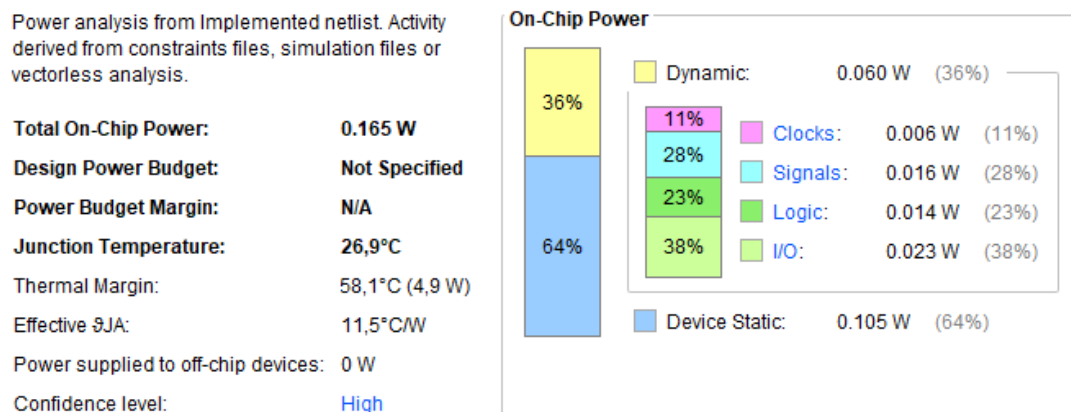 Power analysis from Implemented netlist. Activity
derived from constraints files, simulation files or
vectorless analysis.
Total On-Chip Power: 0.165 W
Design Power Budget: Not Specified
Power Budget Margin: N/A
Junction Temperature: 26,9°C
Thermal Margin: 58,1°C (4,9 W)
Effective ϑJA: 11,5°C/W
Power supplied to off-chip devices: 0 W
Confidence level: High
On-Chip Power
36%
64%
Dynamic: 0.060 W (36%)
11%
28%
23%
38%
Clocks: 0.006 W (11%)
Signals: 0.016 W (28%)
Logic: 0.014 W (23%)
I/O: 0.023 W (38%)
Device Static: 0.105 W (64%)